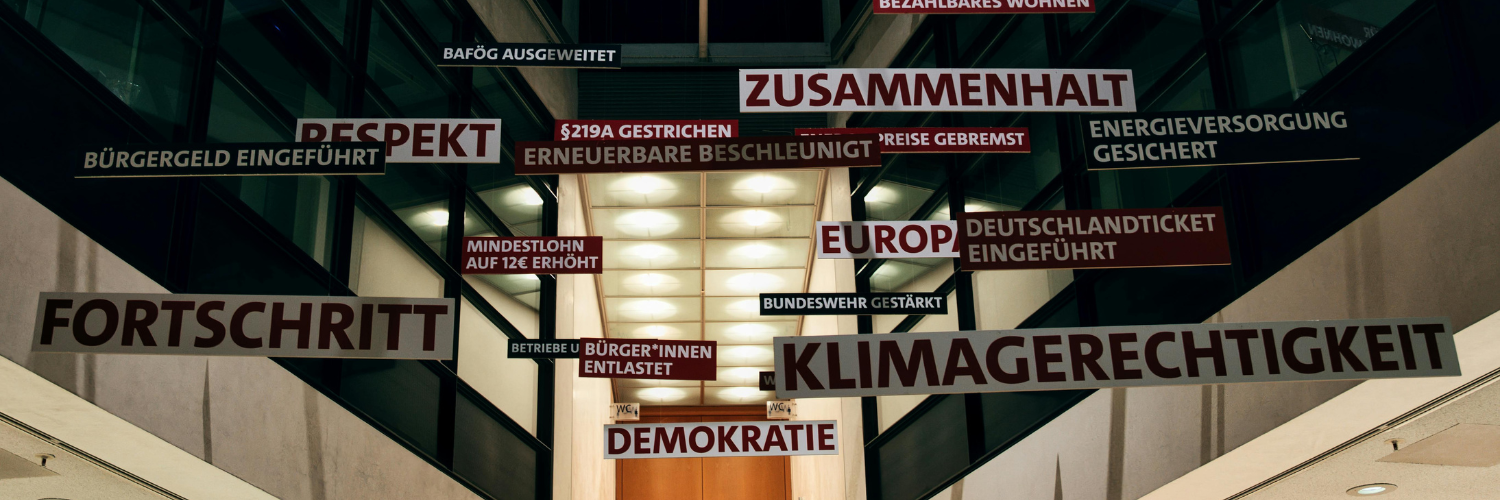 BEZAHLBARES WOHNEN
BAFÖG AUSGEWEITET
ZUSAMMENHALT
RESPEKT
§219A GESTRICHEN
PREISE GEBREMST
ENERGIEVERSORGUNG
GESICHERT
BÜRGERGELD EINGEFÜHRT
ERNEUERBARE BESCHLEUNIGT
MINDESTLOHN
AUF 12€ ERHÖHT
EUROPA
DEUTSCHLANDTICKET
EINGEFÜHRT
BUNDESWEHR GESTÄRKT
FORTSCHRITT
BETRIEBE
BÜRGER*INNEN
ENTLASTET
KLIMAGERECHTIGKEIT
WC
WC
DEMOKRATIE